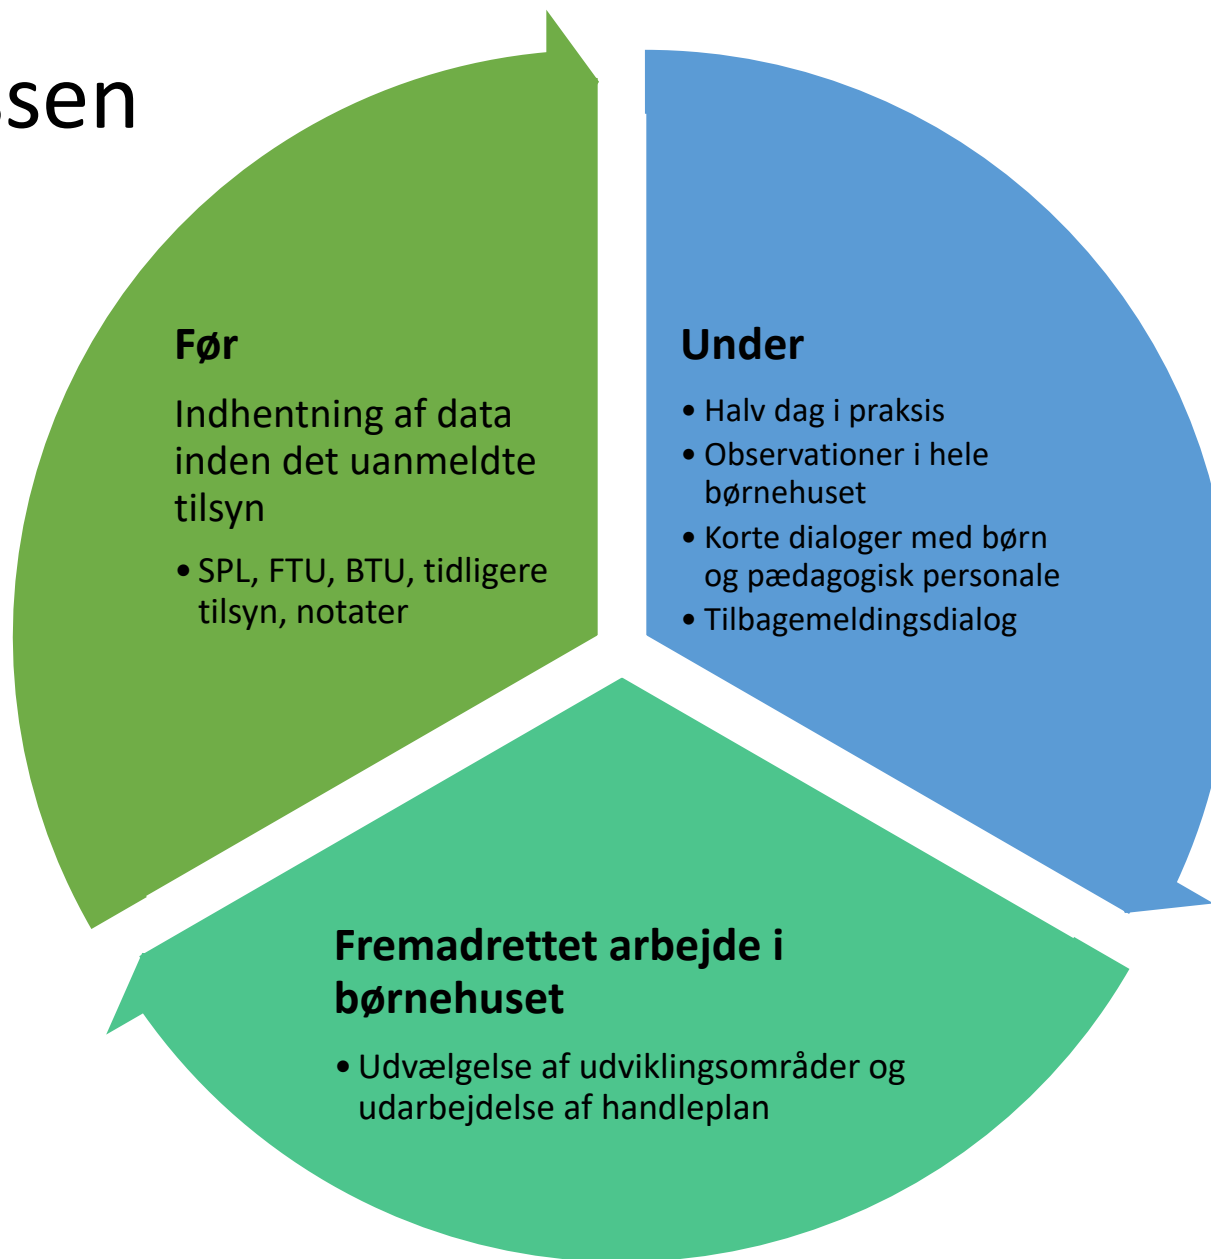 ssen
Før
Indhentning af data
inden det uanmeldte
tilsyn
• SPL, FTU, BTU, tidligere
tilsyn, notater
Under
• Halv dag i praksis
• Observationer i hele
børnehuset
• Korte dialoger med børn
og pædagogisk personale
• Tilbagemeldingsdialog
Fremadrettet arbejde i
børnehuset
• Udvælgelse af udviklingsområder og
udarbejdelse af handleplan